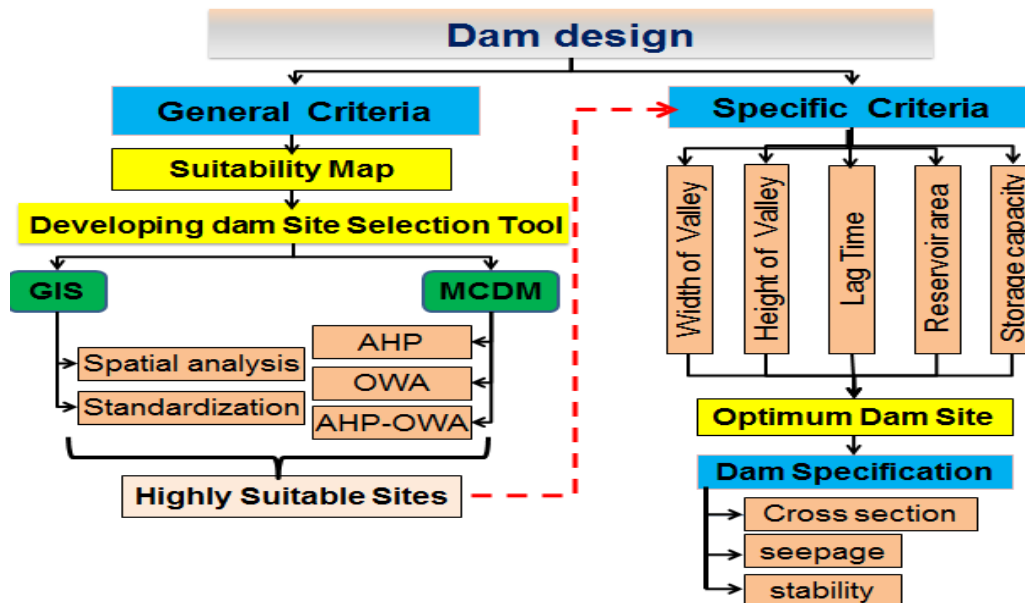 Dam design
General Criteria
Suitability Map
Developing dam Site Selection Tool
GIS
MCDM
Spatial analysis
Standardization
AHP
OWA
AHP-OWA
Highly Suitable Sites
Specific Criteria
Width of Valley
Height of Valley
Lag Time
Reservoir area
Storage capacity
Optimum Dam Site
Dam Specification
Cross section
seepage
stability